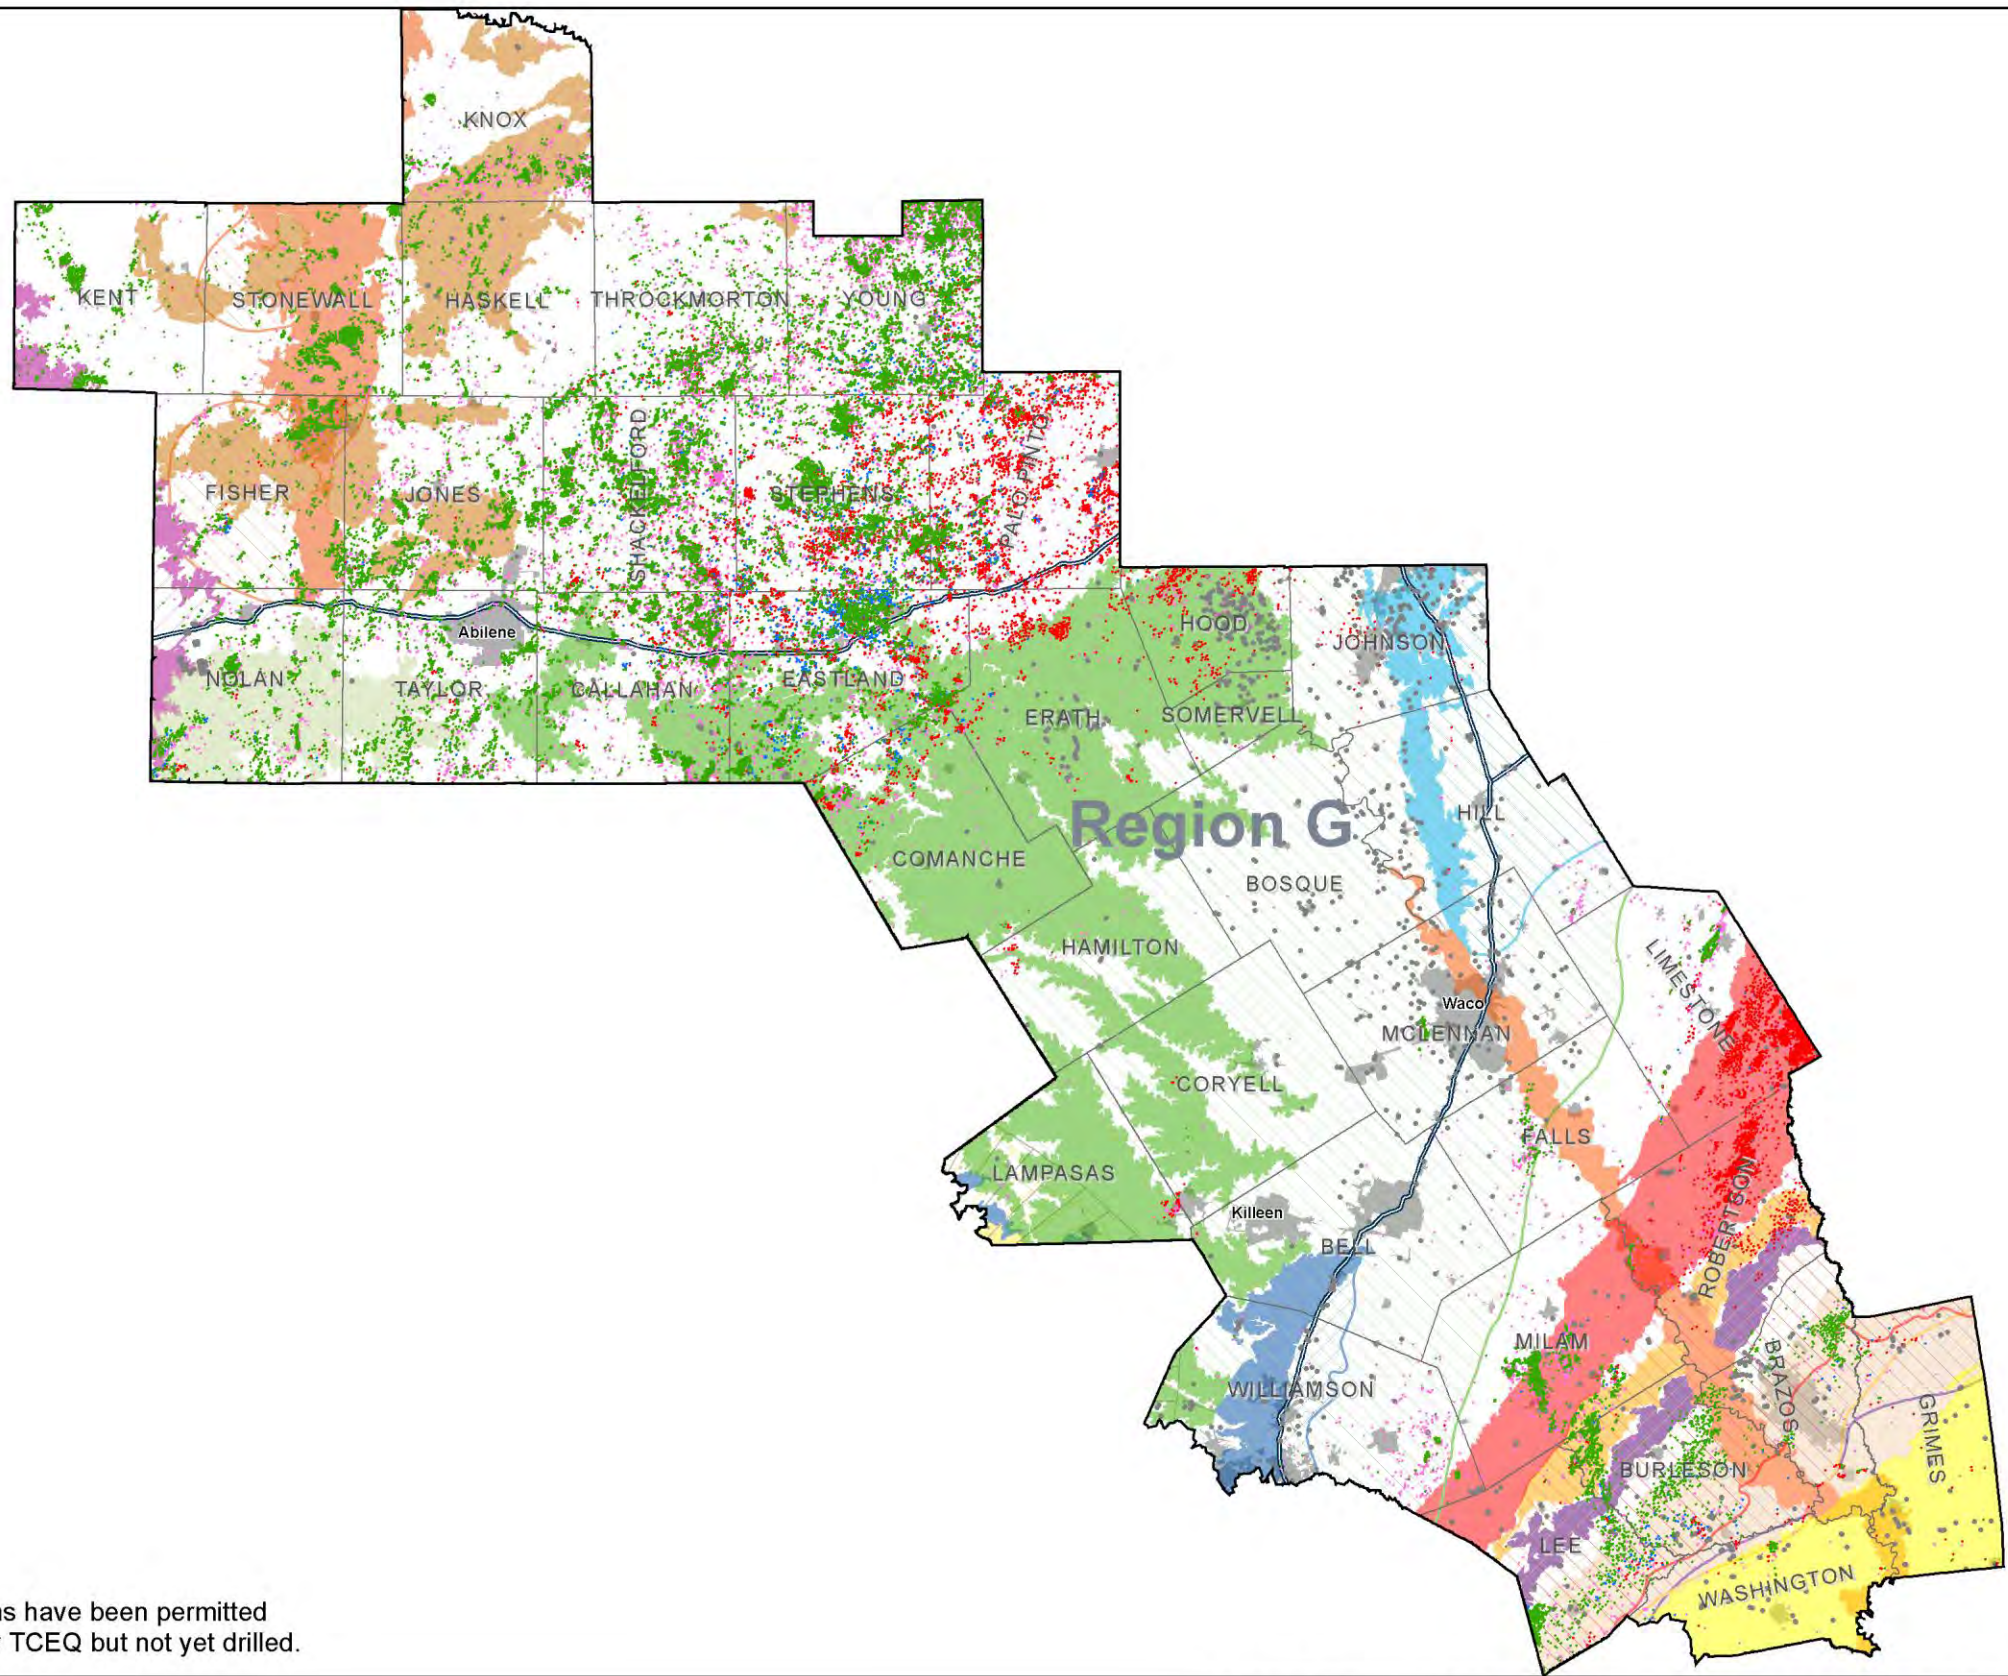 KNOX
KENT
STONEWALL
HASKELL
THROCKMORTON
YOUNG
FISHER
JONES
SHACKELFORD
STEPHENS
PALO PINTO
Abilene
NOLAN
TAYLOR
CALLAHAN
EASTLAND
ERATH
HOOD
SOMERVELL
JOHNSON
Region G
HILL
COMANCHE
BOSQUE
HAMILTON
LIMESTONE
Waco
MCLENNAN
CORYELL
FALLS
LAMPASAS
Killeen
BELL
ROBERTSON
MILAM
WILLIAMSON
BRAZOS
GRIMES
BURLESON
LEE
WASHINGTON
have been permitted
TCEQ but not yet drilled.